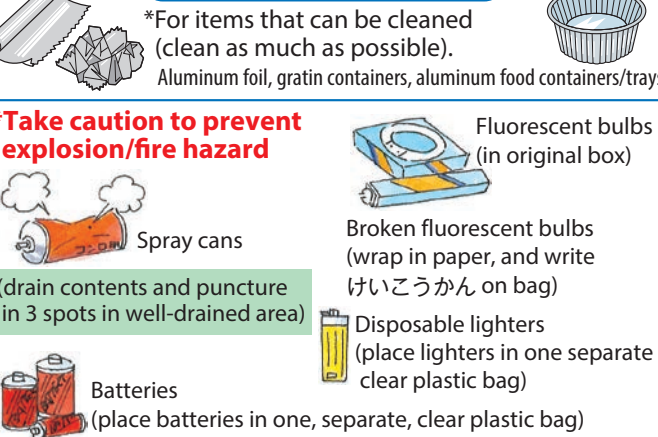 *For items that can be cleaned
(clean as much as possible).
Aluminum foil, gratin containers, aluminum food containers/trays
*Take caution to prevent
explosion/fire hazard
Spray cans
(drain contents and puncture
in 3 spots in well-drained area)
Batteries
(place batteries in one, separate, clear plastic bag)
Fluorescent bulbs
(in original box)
Broken fluorescent bulbs
(wrap in paper, and write
けいこうかん on bag)
Disposable lighters
(place lighters in one separate
clear plastic bag)